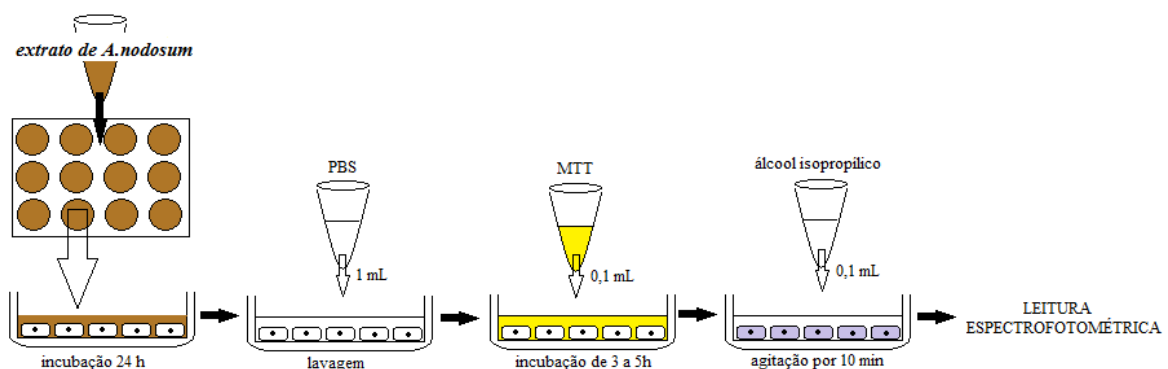 extrato de A.nodosum
PBS
MTT
álcool isopropílico
1 mL
0,1 mL
0,1 mL
incubação 24 h
lavagem
incubação de 3 a 5h
agitação por 10 min
LEITURA
ESPECTROFOTOMÉTRICA